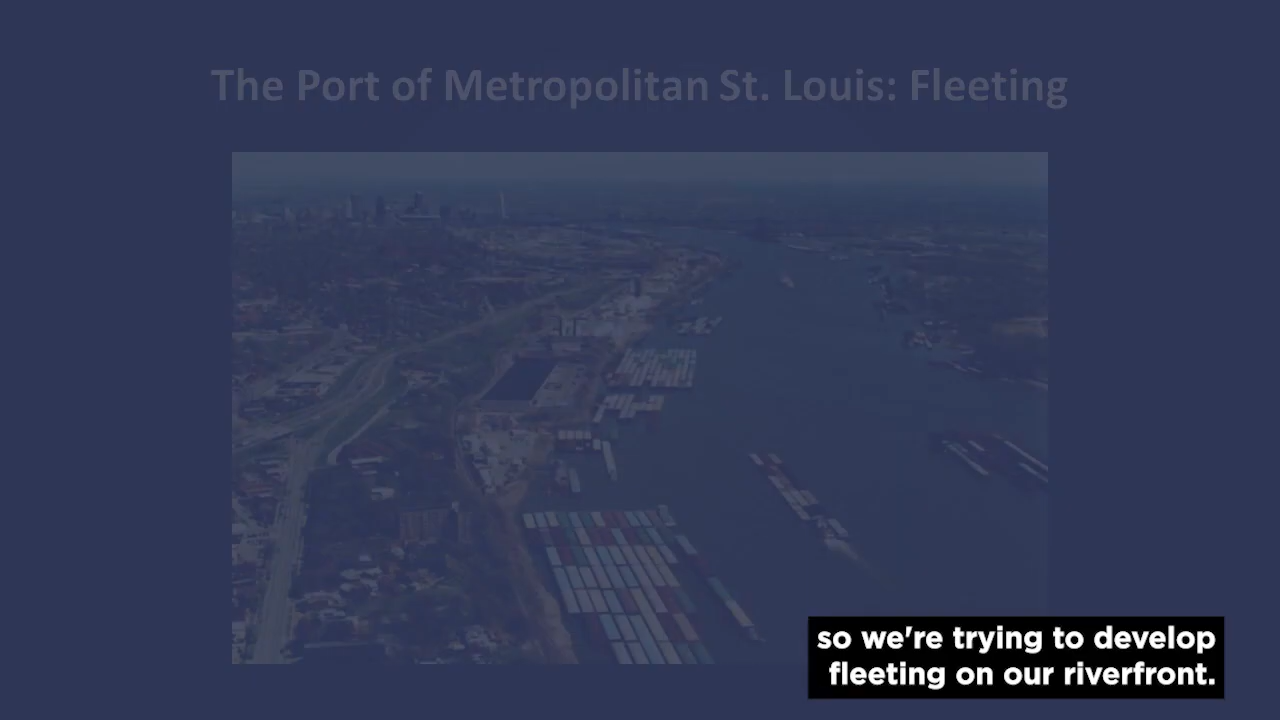 The Port of Metropolitan St. Louis: Fleeting
so we're trying to develop
fleeting on our riverfront.